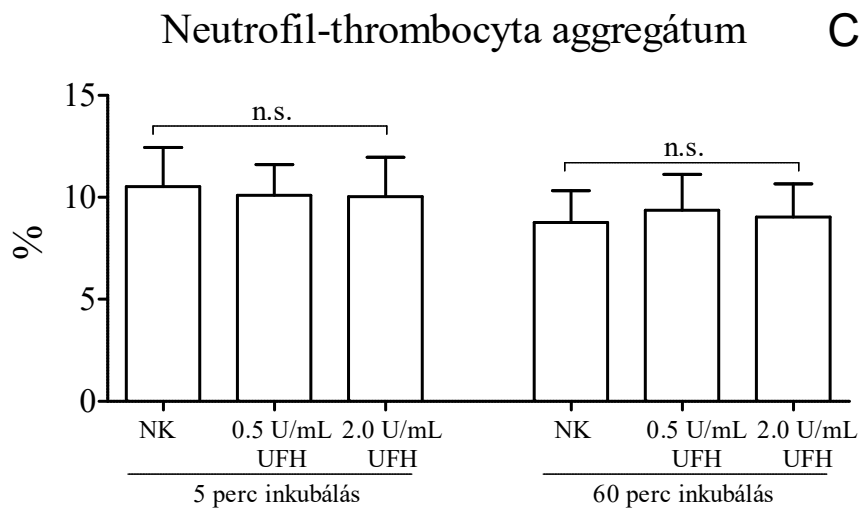 Neutrofil-thrombocyta aggregátum C
15
n.s.
n.s.
10
%
5
0
NK 0.5 U/mL 2.0 U/mL NK 0.5 U/mL 2.0 U/mL
UFH UFH UFH UFH
5 perc inkubálás 60 perc inkubálás